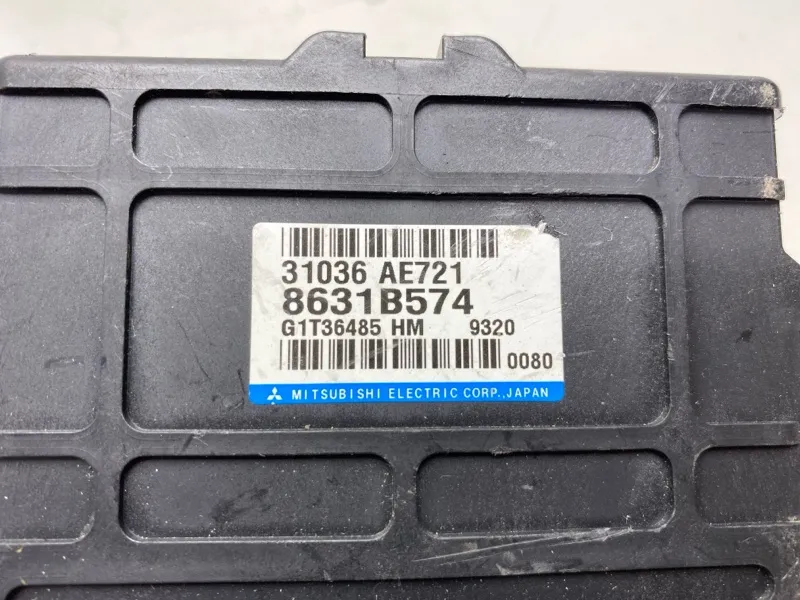 31036 AE721
8631B574
G1T36485 HM 9320
0080
MITSUBISHI ELECTRIC CORP., JAPAN